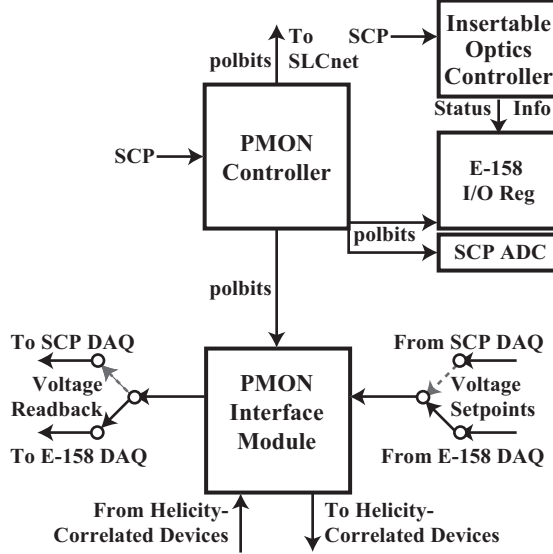 To
SLCnet
polbits
SCP
Insertable
Optics
Controller
Status Info
SCP
PMON
Controller
E-158
I/O Reg
polbits
SCP ADC
polbits
To SCP DAQ
Voltage
Readback
To E-158 DAQ
PMON
Interface
Module
From SCP DAQ
Voltage
Setpoints
From E-158 DAQ
From Helicity-
Correlated Devices
To Helicity-
Correlated Devices